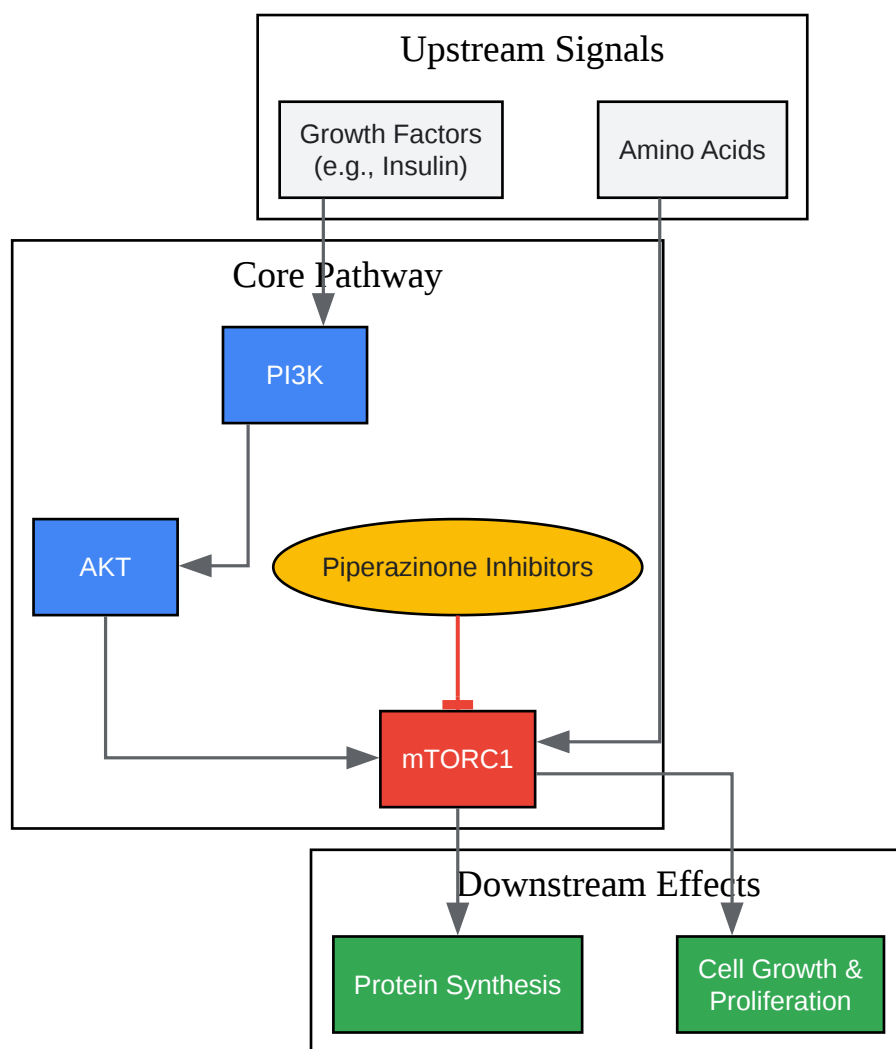 Upstream Signals
Growth Factors
(e.g., Insulin)
Amino Acids
Core Pathway
PI3K
AKT
Piperazinone Inhibitors
mTORC1
Downstream Effects
Protein Synthesis
Cell Growth &
Proliferation